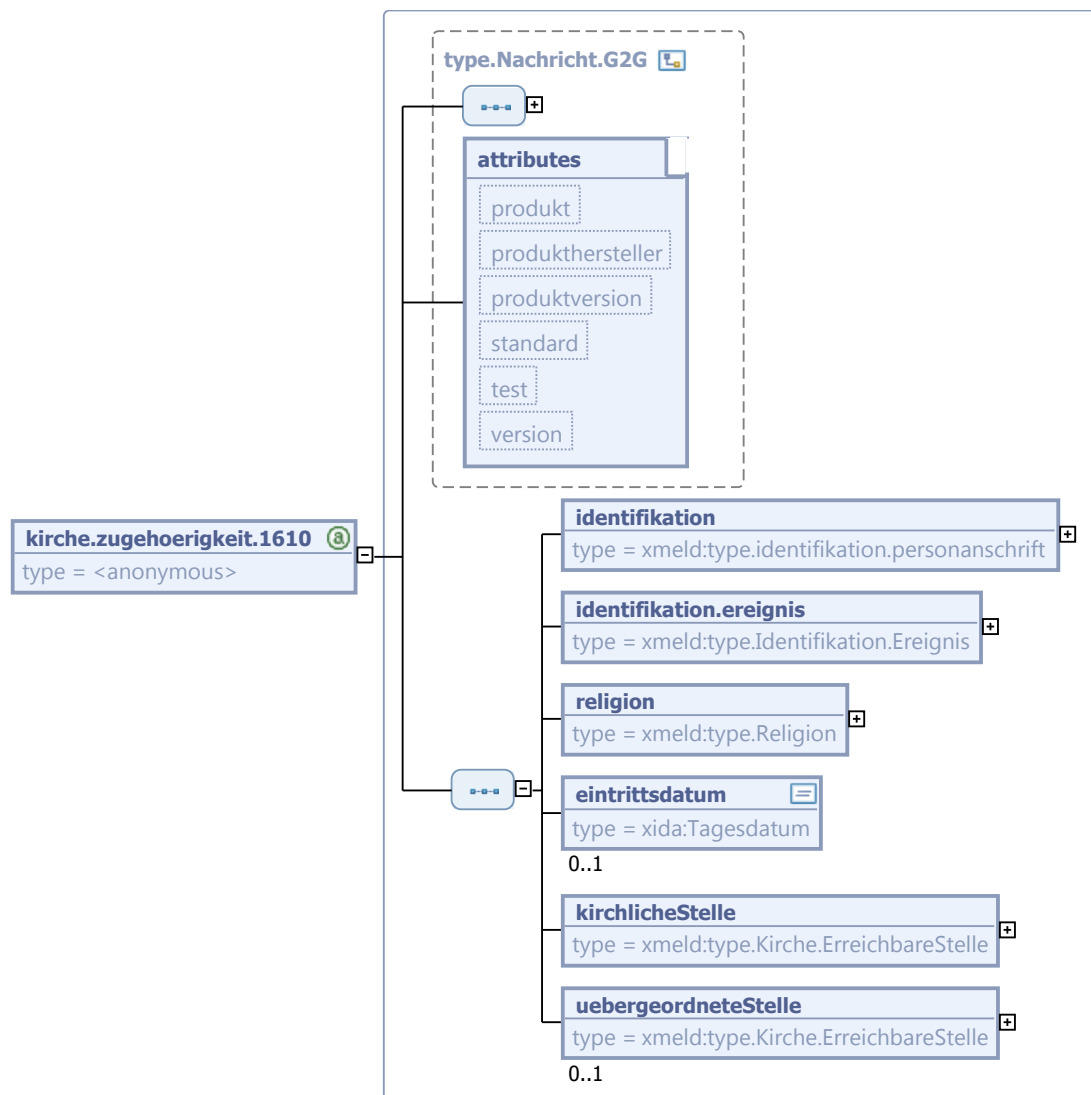 type.Nachricht.G2G
attributes
produkt
produkthersteller
produktversion
standard
test
version
kirche.zugehoerigkeit.1610
type = <anonymous>
identifikation
type = xmeld:type.identifikation.personanschrift
identifikation.ereignis
type = xmeld:type.Identifikation.Ereignis
religion
type = xmeld:type.Religion
eintrittsdatum
type = xida:Tagesdatum
0..1
kirchlicheStelle
type = xmeld:type.Kirche.ErreichbareStelle
uebergeordneteStelle
type = xmeld:type.Kirche.ErreichbareStelle
0..1